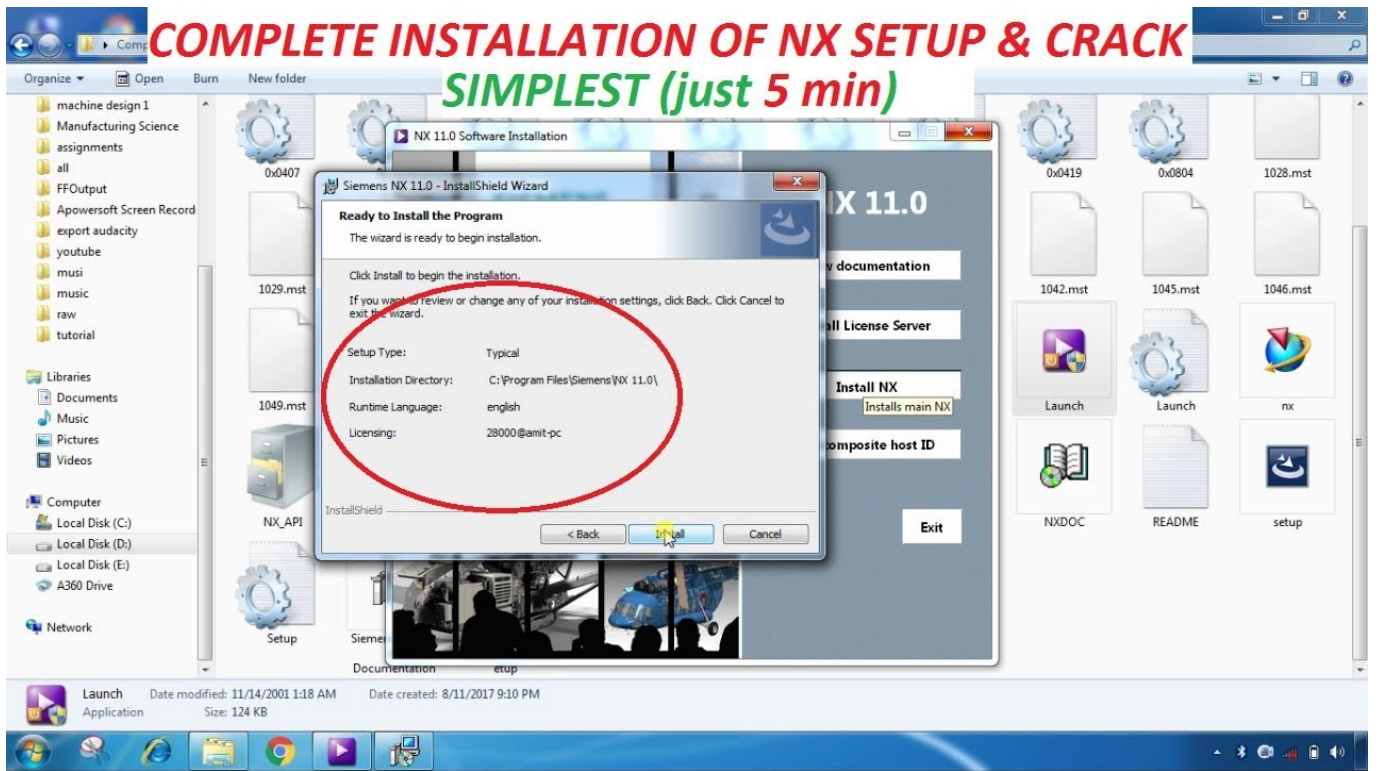 COMPLETE INSTALLATION OF NX SETUP & CRACK
SIMPLEST (just 5 min)
Organize
Open
Burn
New folder
machine design 1
Manufacturing Science
assignments
all
FFOutput
Apowersoft Screen Record
export audacity
youtube
musi
music
raw
tutorial
Libraries
Documents
Music
Pictures
Videos
Computer
Local Disk (C:)
Local Disk (D:)
Local Disk (E:)
A360 Drive
Network
0x0407
1029.mst
1049.mst
NX_API
Setup
Documentation
NX 11.0 Software Installation
NX 11.0
documentation
License Server
Install NX
Installs main NX
composite host ID
Exit
Siemens NX 11.0 - InstallShield Wizard
Ready to Install the Program
The wizard is ready to begin installation.
Click Install to begin the installation.
If you want to review or change any of your installation settings, click Back. Click Cancel to
exit the wizard.
Setup Type: Typical
Installation Directory: C:\Program Files\Siemens\NX 11.0\
Runtime Language: english
Licensing: 28000@amit-pc
InstallShield
< Back
Install
Cancel
0x0419
0x0804
1028.mst
1042.mst
1045.mst
1046.mst
Launch
Launch
nx
NXDOC
README
setup
Launch Date modified: 11/14/2001 1:18 AM Date created: 8/11/2017 9:10 PM
Application Size: 124 KB